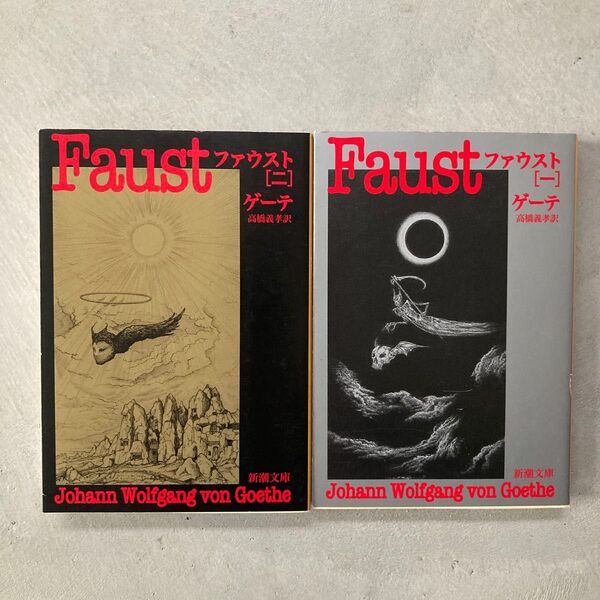 Faust
ファウスト
[二]
ゲーテ
高橋義孝訳
新潮文庫
Johann Wolfgang von Goethe
Faust
ファウスト
[一]
ゲーテ
高橋義孝訳
新潮文庫
Johann Wolfgang von Goethe